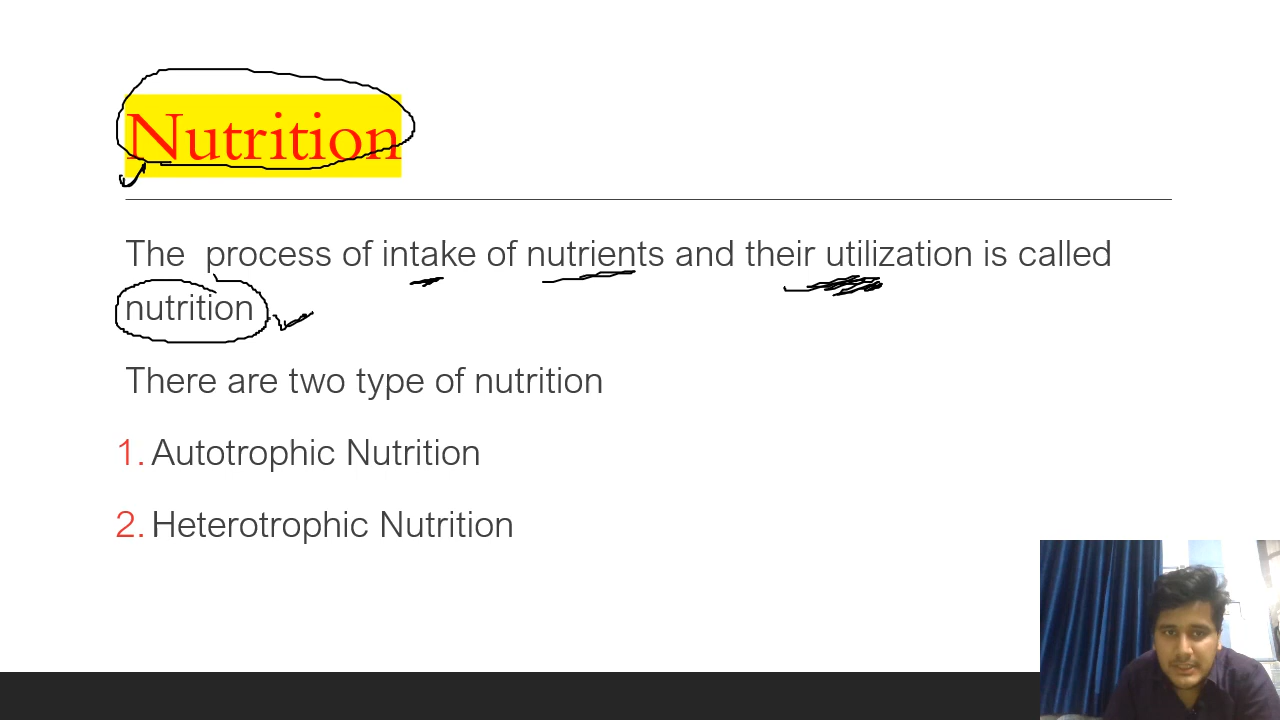 Nutrition
The process of intake of nutrients and their utilization is called
nutrition
There are two type of nutrition
1. Autotrophic Nutrition
2. Heterotrophic Nutrition